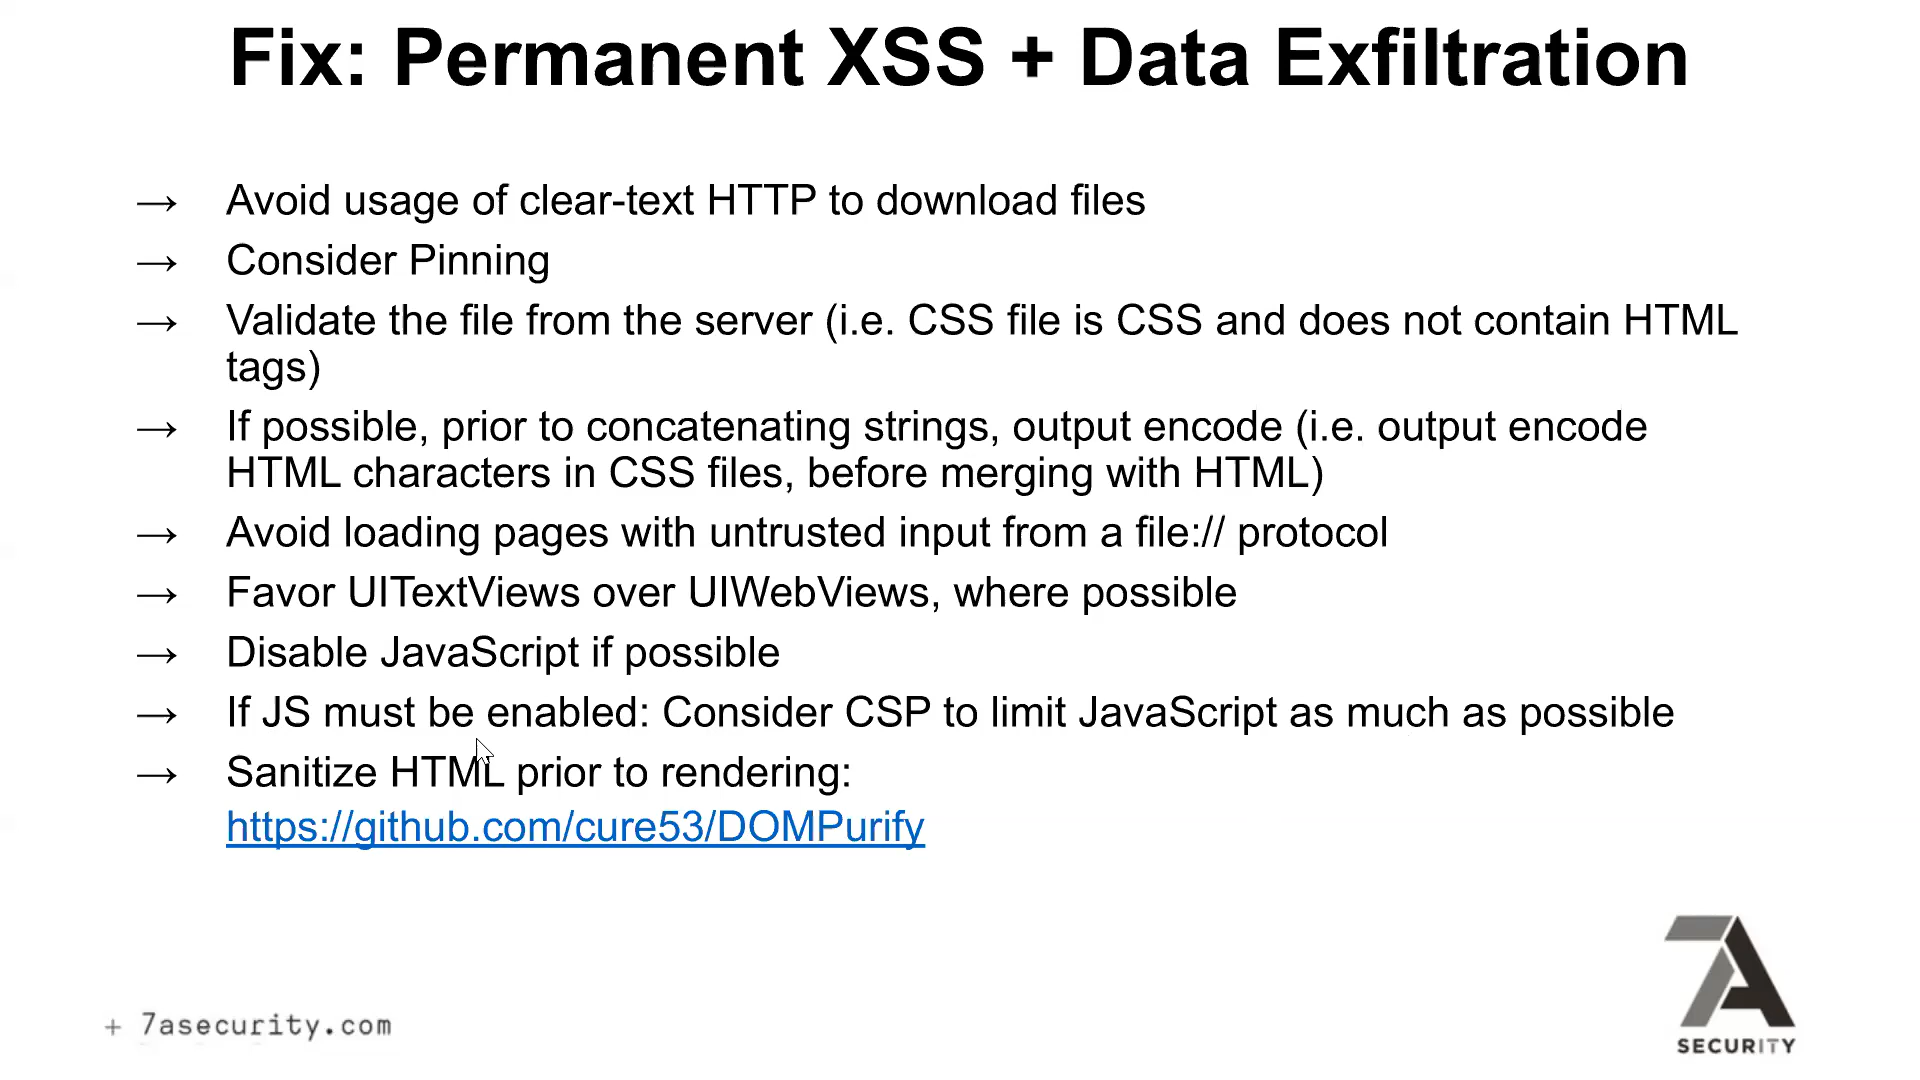 Fix: Permanent XSS + Data Exfiltration
→ Avoid usage of clear-text HTTP to download files
→ Consider Pinning
→ Validate the file from the server (i.e. CSS file is CSS and does not contain HTML
tags)
→ If possible, prior to concatenating strings, output encode (i.e. output encode
HTML characters in CSS files, before merging with HTML)
→ Avoid loading pages with untrusted input from a file:// protocol
→ Favor UITextViews over UIWebViews, where possible
→ Disable JavaScript if possible
→ If JS must be enabled: Consider CSP to limit JavaScript as much as possible
→ Sanitize HTML prior to rendering:
https://github.com/cure53/DOMPurify
+ 7asecurity.com
7A
SECURITY